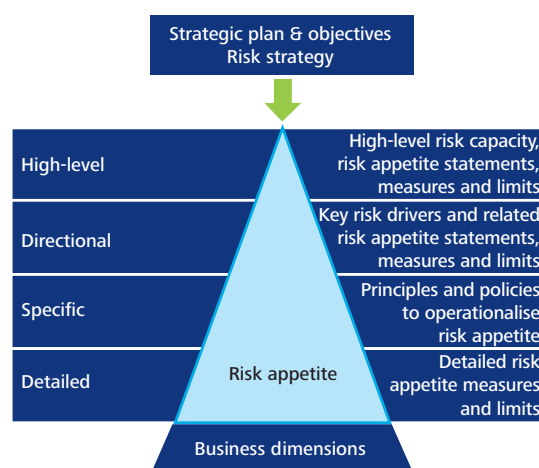 Strategic plan & objectives
Risk strategy
High-level
High-level risk capacity,
risk appetite statements,
measures and limits
Directional
Key risk drivers and related
risk appetite statements,
measures and limits
Specific
Principles and policies
to operationalise
risk appetite
Detailed
Risk appetite
Detailed risk
appetite measures
and limits
Business dimensions